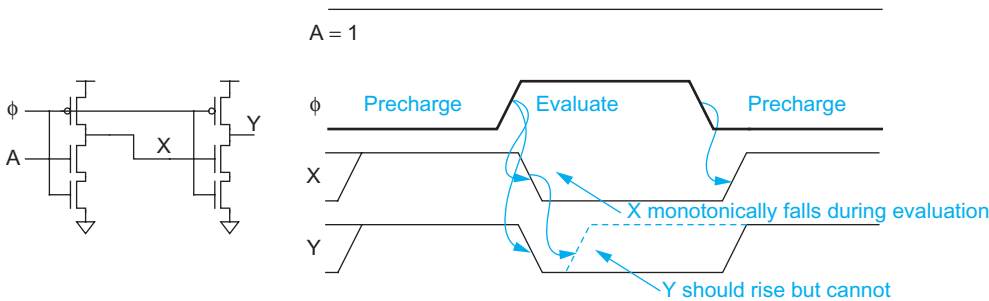 A = 1
ϕ
A
X
Y
ϕ
Precharge
Evaluate
Precharge
X
X monotonically falls during evaluation
Y
Y should rise but cannot